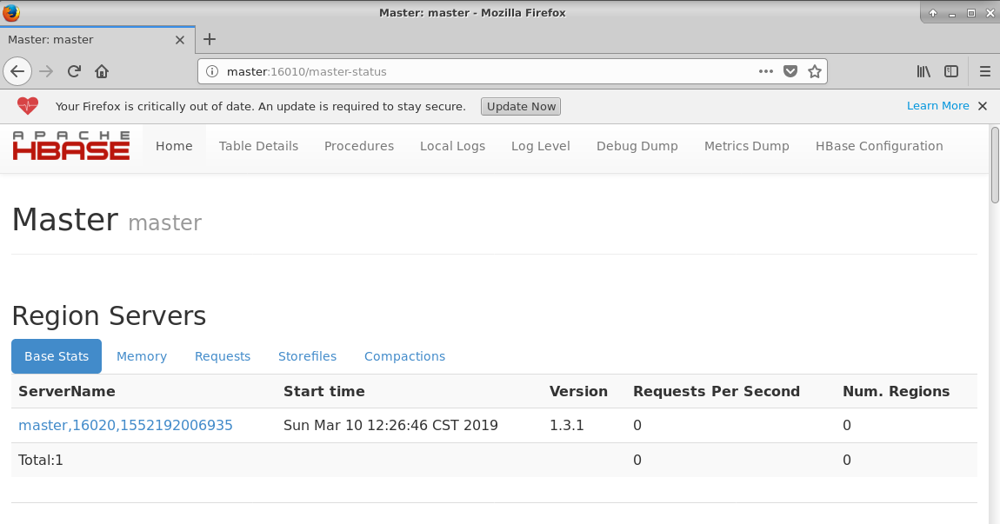 Master: master - Mozilla Firefox
Master: master
master:16010/master-status
Your Firefox is critically out of date. An update is required to stay secure. Update Now Learn More
APACHE
HBASE
Home Table Details Procedures Local Logs Log Level Debug Dump Metrics Dump HBase Configuration
Master master
Region Servers
Base Stats Memory Requests Storefiles Compactions
ServerName Start time Version Requests Per Second Num. Regions
master,16020,1552192006935 Sun Mar 10 12:26:46 CST 2019 1.3.1 0 0
Total:1 0 0